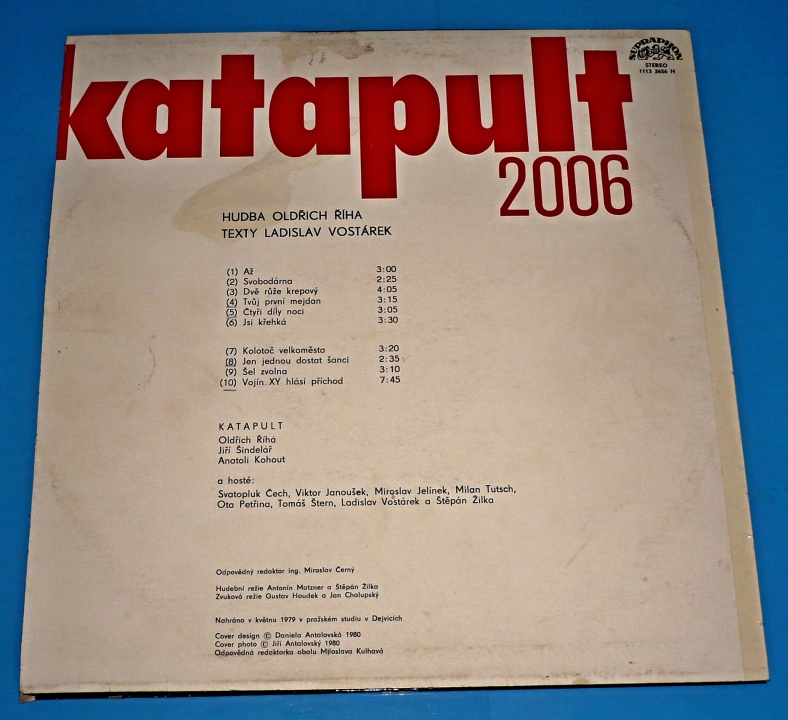 katapult
SUPRAPHON
STEREO
1113 2656 H
2006
HUDBA OLDŘICH ŘÍHA
TEXTY LADISLAV VOSTÁREK
(1) Až 3:00
(2) Svobodárna 2:25
(3) Dvě růže krepový 4:05
(4) Tvůj první mejdan 3:15
(5) Čtyři díly noci 3:05
(6) Jsi křehká 3:30
(7) Kolotoč velkoměsta 3:20
(8) Jen jednou dostat šanci 2:35
(9) Šel zvolna 3:10
(10) Vojín XY hlásí příchod 7:45
KATAPULT
Oldřich Říha
Jiří Šindelář
Anatoli Kohout
a hosté:
Svatopluk Čech, Viktor Janoušek, Miroslav Jelínek, Milan Tutsch,
Ota Petřina, Tomáš Štern, Ladislav Vostárek a Štěpán Žilka
Odpovědný redaktor ing. Miroslav Černý
Hudební režie Antonín Matzner a Štěpán Žilka
Zvuková režie Gustav Houdek a Jan Chalupský
Nahráno v květnu 1979 v pražském studiu v Dejvicích
Cover design © Daniela Antalovská 1980
Cover photo © Jiří Antalovský 1980
Odpovědná redaktorka obalu Miloslava Kulhavá